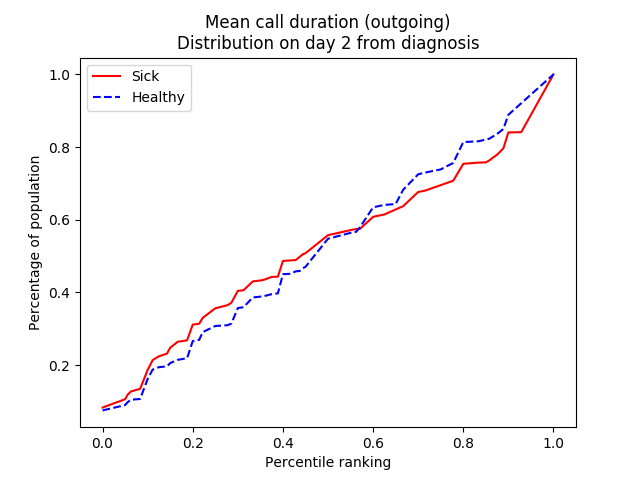 Mean call duration (outgoing)
Distribution on day 2 from diagnosis
Sick
Healthy
1.0
0.8
0.6
0.4
0.2
Percentage of population
0.0 0.2 0.4 0.6 0.8 1.0
Percentile ranking